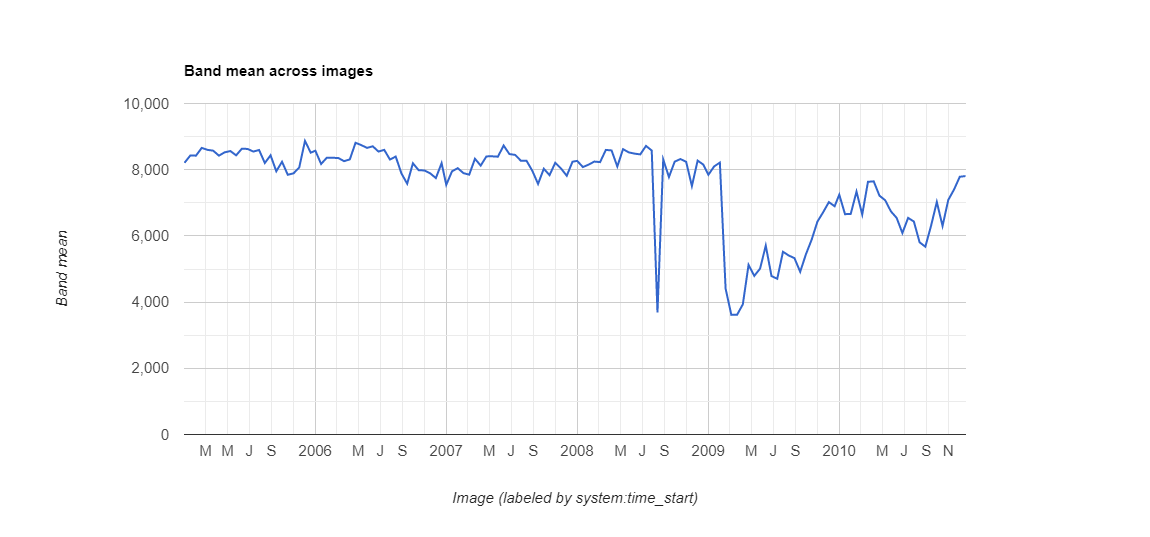 Band mean across images
10,000
8,000
6,000
4,000
2,000
0
Band mean
M M J S 2006 M J S 2007 M J S 2008 M J S 2009 M J S 2010 M J S N
Image (labeled by system:time_start)